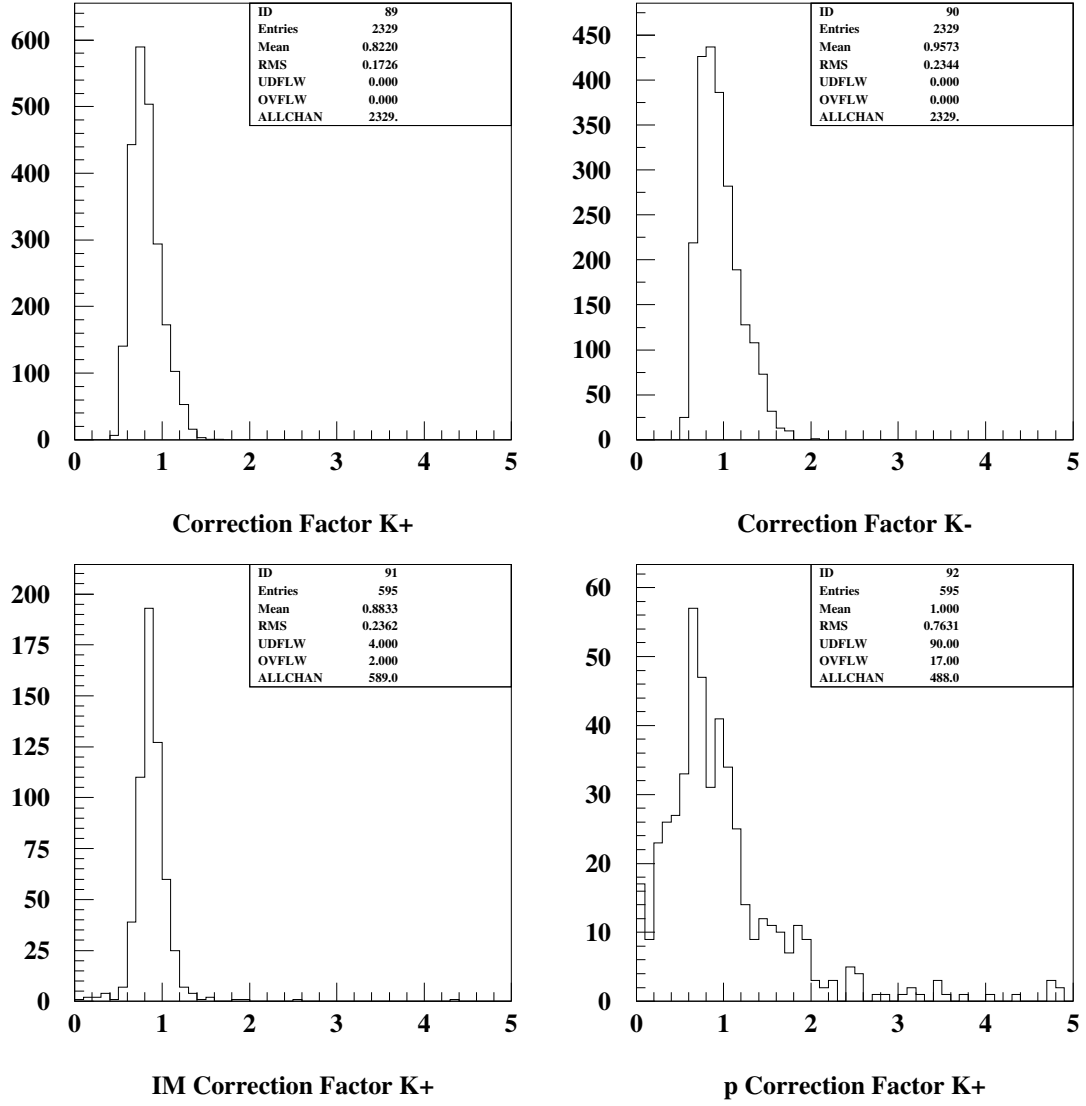 ID 89
Entries 2329
Mean 0.8220
RMS 0.1726
UDFLW 0.000
OVFLW 0.000
ALLCHAN 2329.
600
500
400
300
200
100
0
0 1 2 3 4 5
Correction Factor K+
ID 90
Entries 2329
Mean 0.9573
RMS 0.2344
UDFLW 0.000
OVFLW 0.000
ALLCHAN 2329.
450
400
350
300
250
200
150
100
50
0
0 1 2 3 4 5
Correction Factor K-
ID 91
Entries 595
Mean 0.8833
RMS 0.2362
UDFLW 4.000
OVFLW 2.000
ALLCHAN 589.0
200
175
150
125
100
75
50
25
0
0 1 2 3 4 5
IM Correction Factor K+
ID 92
Entries 595
Mean 1.000
RMS 0.7631
UDFLW 90.00
OVFLW 17.00
ALLCHAN 488.0
60
50
40
30
20
10
0
0 1 2 3 4 5
p Correction Factor K+